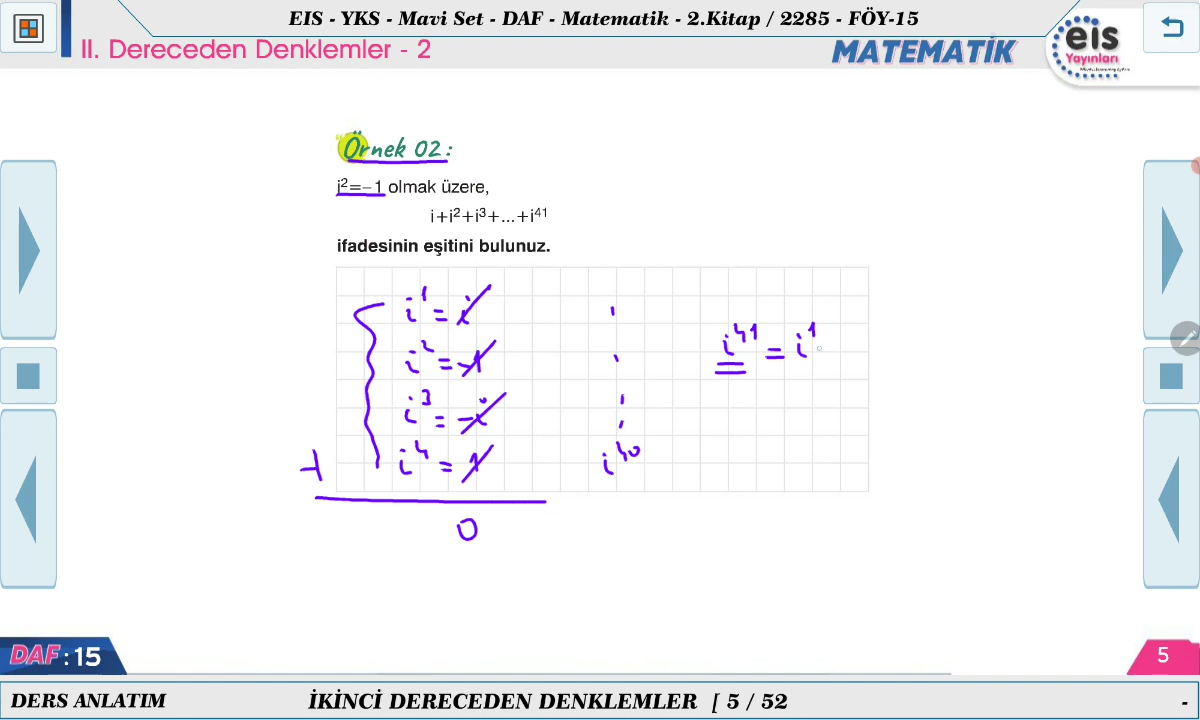 EIS - YKS - Mavi Set - DAF - Matematik - 2.Kitap / 2285 - FÖY-15
II. Dereceden Denklemler - 2
MATEMATİK
eis
Yayınları
Örnek 02:
i²=−1 olmak üzere,
i+i²+i³+...+i⁴¹
ifadesinin eşitini bulunuz.
i¹ = i
i² = -1
i³ = -i
i⁴ = 1
+
0
i⁴⁰
i⁴¹ = i¹
DAF:15
5
DERS ANLATIM
İKİNCİ DERECEDEN DENKLEMLER [ 5 / 52
-